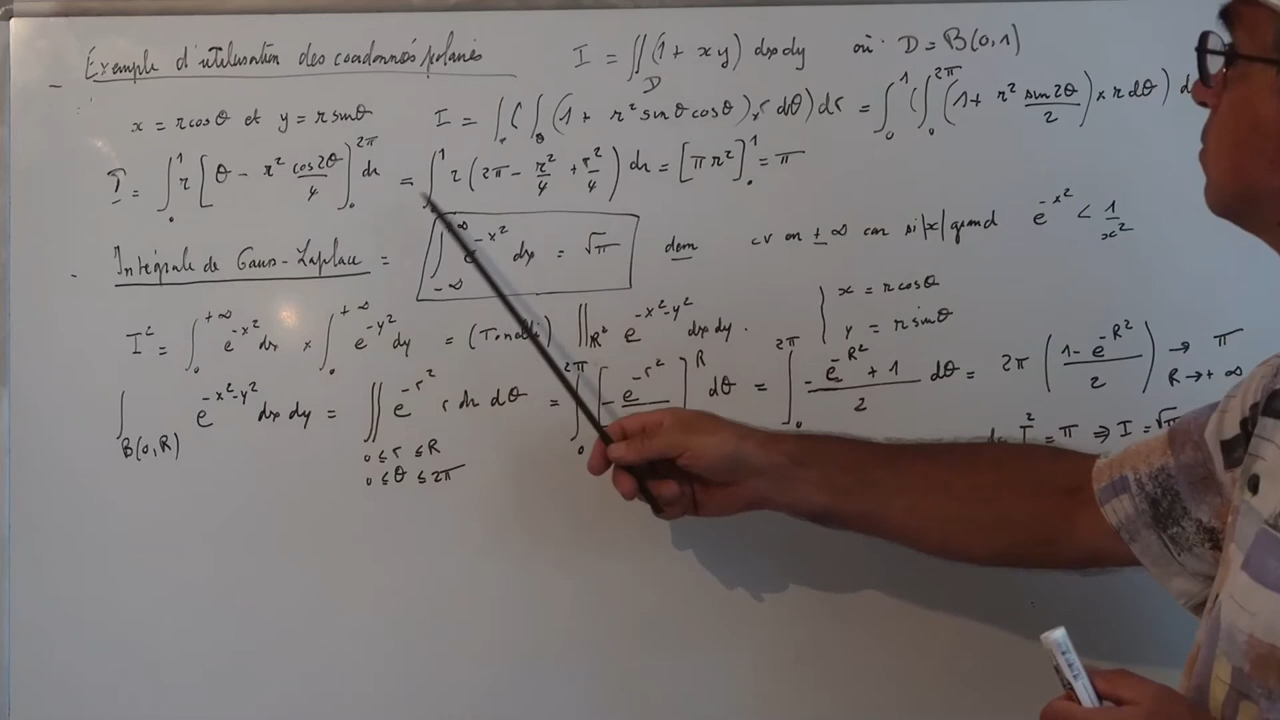 - Exemple d'utilisation des coordonnés polaires I = ∬_D (1 + xy) dx dy où D = B(0,1)
x = r cos θ et y = r sin θ I = ∫_r ( ∫_θ (1 + r² sin θ cos θ) × r dθ) dr = ∫_0^1 ( ∫_0^{2π} (1 + r² sin 2θ / 2) × r dθ) d
I = ∫_0^1 r [θ - r² cos 2θ / 4]_0^{2π} dr = ∫_0^1 r (2π - r²/4 + r²/4) dr = [π r²]_0^1 = π
- Intégrale de Gauss-Laplace = ∫_{-∞}^{+∞} e^{-x²} dx = √π dem cv en ± ∞ car si |x| grand e^{-x²} < 1/x²
I² = ∫_0^{+∞} e^{-x²} dx × ∫_0^{+∞} e^{-y²} dy = (Tonelli) ∬_{R²} e^{-x²-y²} dx dy. | x = r cos θ
y = r sin θ
∫_{B(0,R)} e^{-x²-y²} dx dy = ∬_{0 ≤ r ≤ R, 0 ≤ θ ≤ 2π} e^{-r²} r dr dθ = ∫_0^{2π} [- e^{-r²} / ]^R dθ = ∫_0^{2π} (-e^{-R²} + 1)/2 dθ = 2π ((1 - e^{-R²})/2) → π R → +∞
I² = π ⇒ I = √π